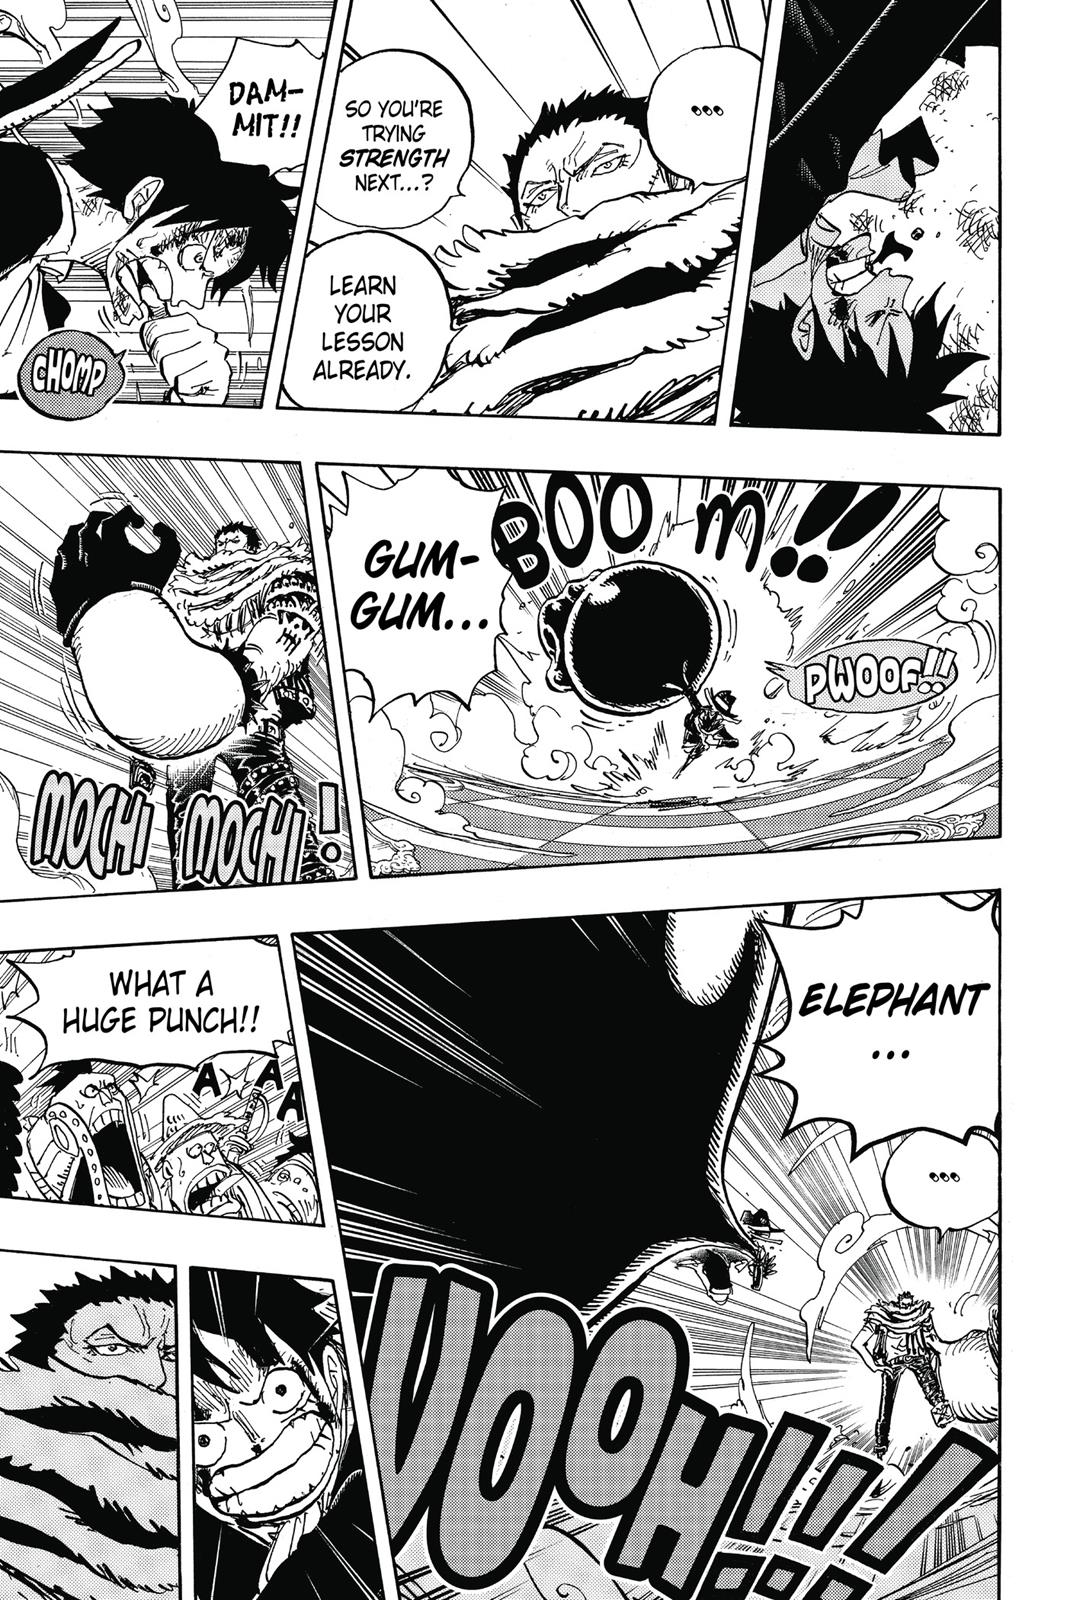 ...
SO YOU'RE
TRYING
STRENGTH
NEXT...?
LEARN
YOUR
LESSON
ALREADY.
DAM-
MIT!!
CHOMP
BOOM!!
PWOOF!!
GUM-
GUM...
MOCHI MOCHI!
ELEPHANT
...
...
VOOH!!!
WHAT A
HUGE PUNCH!!
A A A